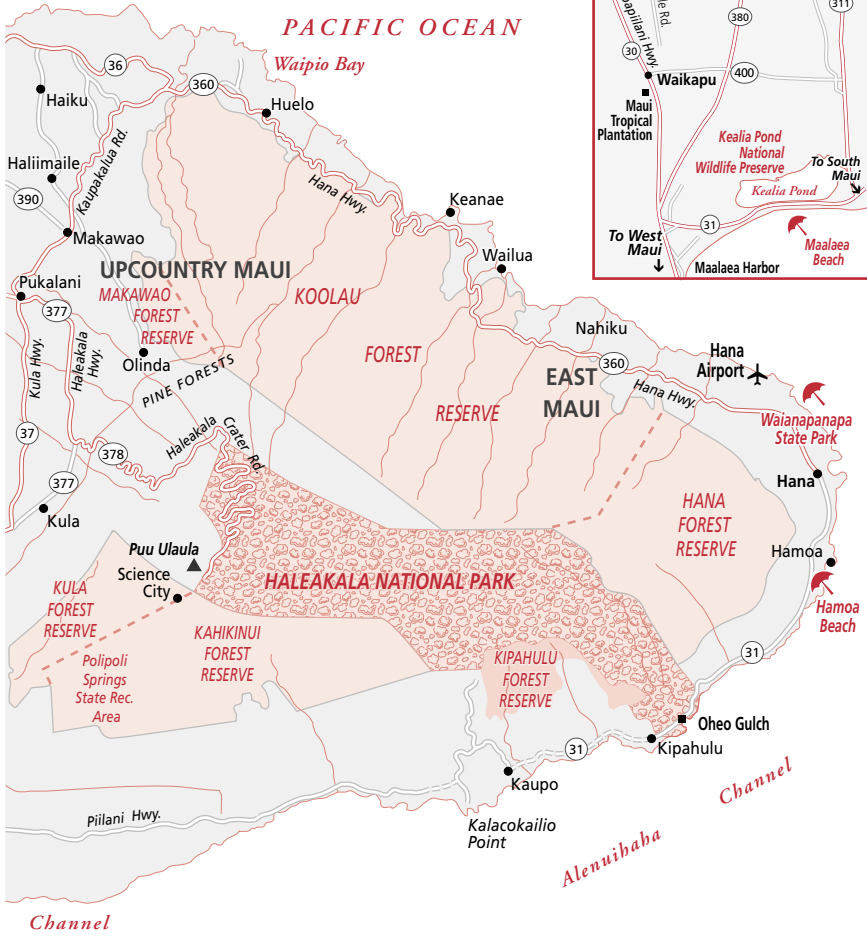 PACIFIC OCEAN
Waipio Bay
36
360
Haiku
Huelo
Kaupakalua Rd.
Haliimaile
390
Hana Hwy.
Keanae
Makawao
Wailua
UPCOUNTRY MAUI
Pukalani
MAKAWAO
FOREST
RESERVE
KOOLAU
FOREST
RESERVE
377
Kula Hwy.
Haleakala
Hwy.
Olinda
PINE FORESTS
Nahiku
360
EAST
MAUI
Hana Hwy.
Hana
Airport
Waianapanapa
State Park
37
378
Haleakala
Crater Rd.
377
Kula
Hana
HANA
FOREST
RESERVE
Puu Ulaula
Science
City
HALEAKALA NATIONAL PARK
Hamoa
Hamoa
Beach
KULA
FOREST
RESERVE
KAHIKINUI
FOREST
RESERVE
Polipoli
Springs
State Rec.
Area
KIPAHULU
FOREST
RESERVE
31
Oheo Gulch
Kipahulu
31
Kaupo
Piilani Hwy.
Kalacokailio
Point
Alenuihaha
Channel
Channel
380
311
30
Waikapu
400
Maui
Tropical
Plantation
Kealia Pond
National
Wildlife Preserve
Kealia Pond
To South
Maui
31
To West
Maui
Maalaea Harbor
Maalaea
Beach